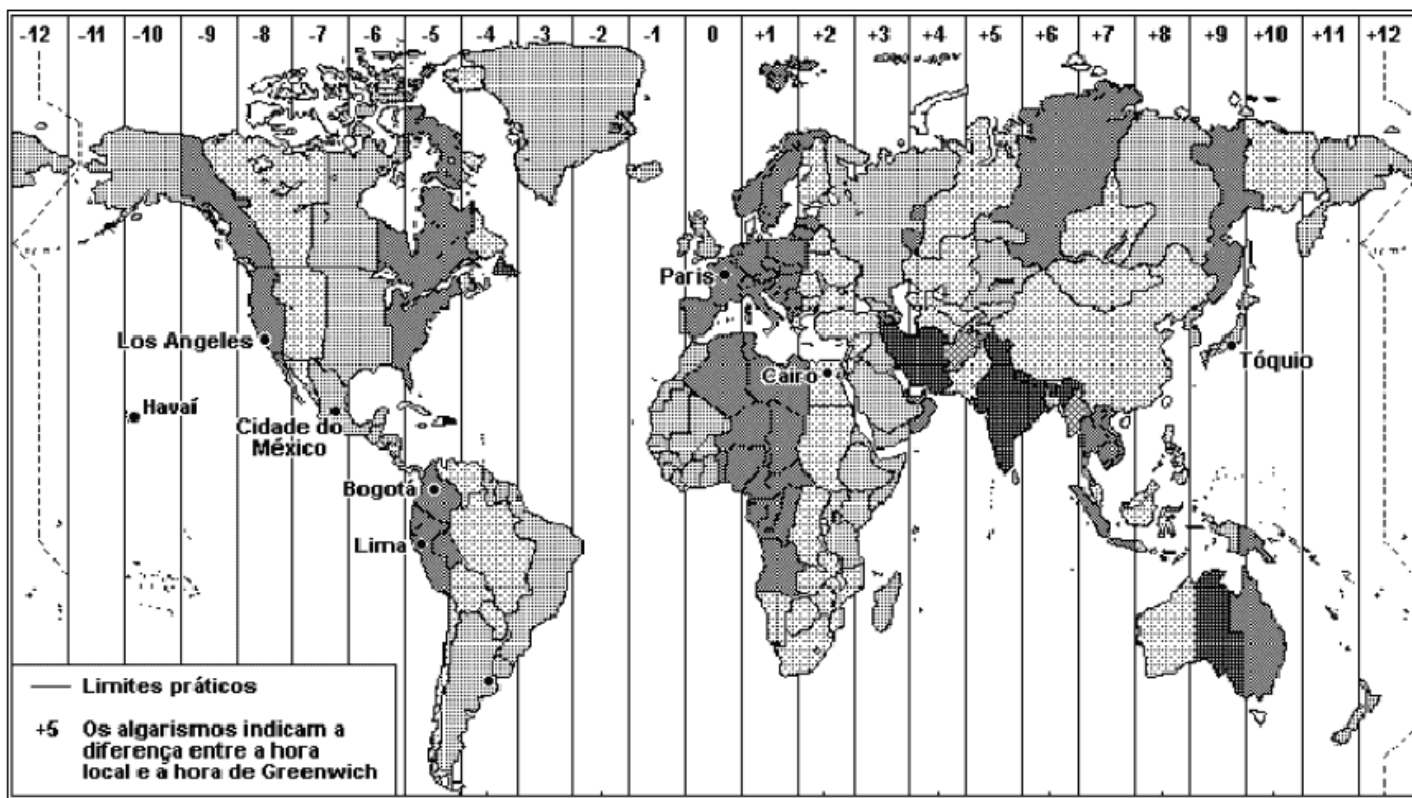 -12 -11 -10 -9 -8 -7 -6 -5 -4 -3 -2 -1 0 +1 +2 +3 +4 +5 +6 +7 +8 +9 +10 +11 +12
Paris
Los Angeles
Tóquio
Cairo
Havaí
Cidade do
México
Bogotá
Lima
Limites práticos
+5 Os algarismos indicam a
diferença entre a hora
local e a hora de Greenwich